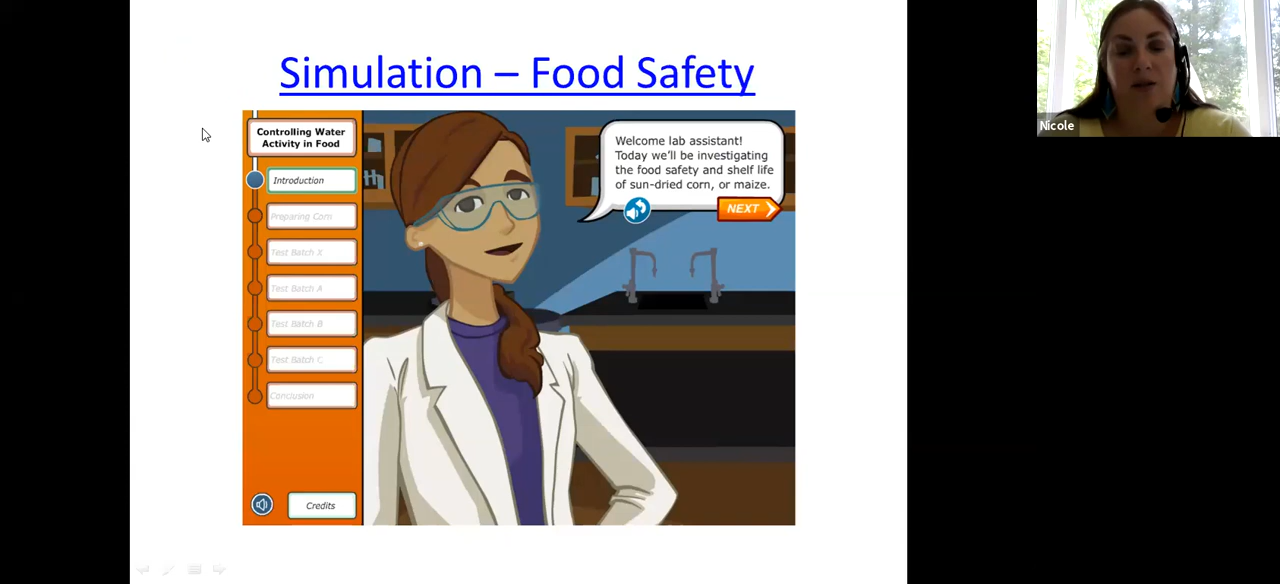 Simulation – Food Safety
Controlling Water
Activity in Food
Introduction
Preparing Corn
Test Batch X
Test Batch A
Test Batch B
Test Batch C
Conclusion
Credits
Welcome lab assistant!
Today we'll be investigating
the food safety and shelf life
of sun-dried corn, or maize.
NEXT
Nicole